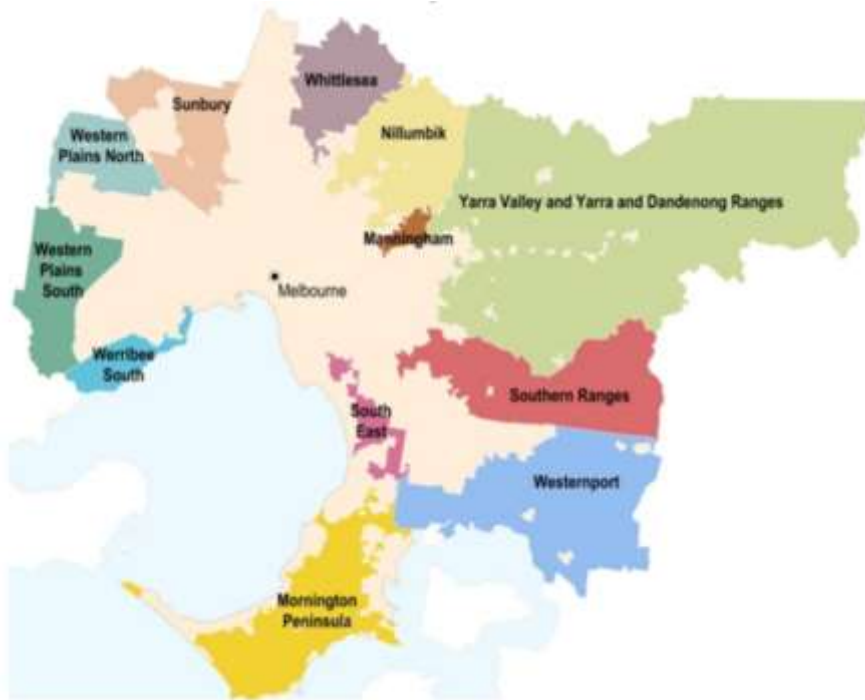 Whittlesea
Sunbury
Nillumbik
Western
Plains North
Yarra Valley and Yarra and Dandenong Ranges
Manningham
Western
Plains
South
Melbourne
Werribee
South
Southern Ranges
South
East
Westernport
Mornington
Peninsula